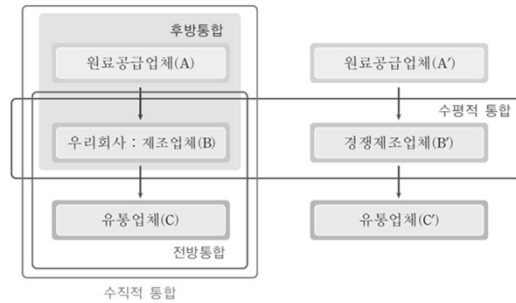 후방통합
원료공급업체(A)
원료공급업체(A′)
수평적 통합
우리회사 : 제조업체(B)
경쟁제조업체(B′)
유통업체(C)
유통업체(C′)
전방통합
수직적 통합